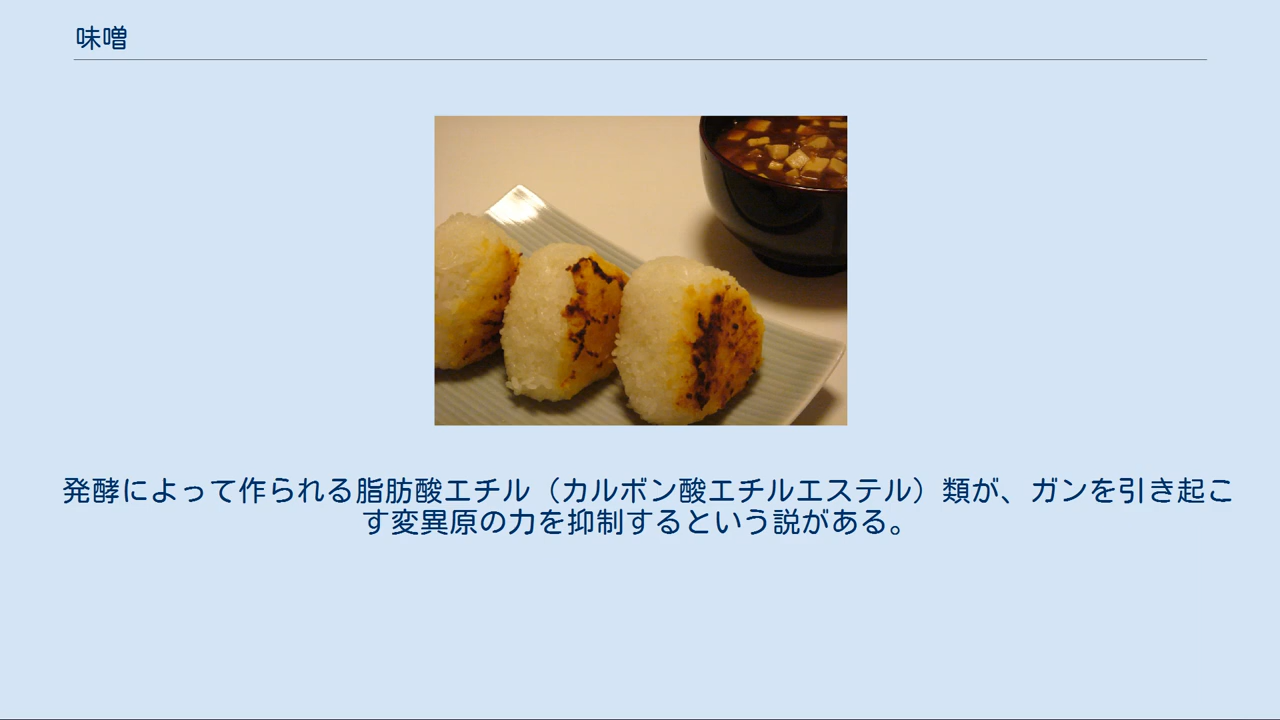 味噌
発酵によって作られる脂肪酸エチル（カルボン酸エチルエステル）類が、ガンを引き起こ
す変異原の力を抑制するという説がある。